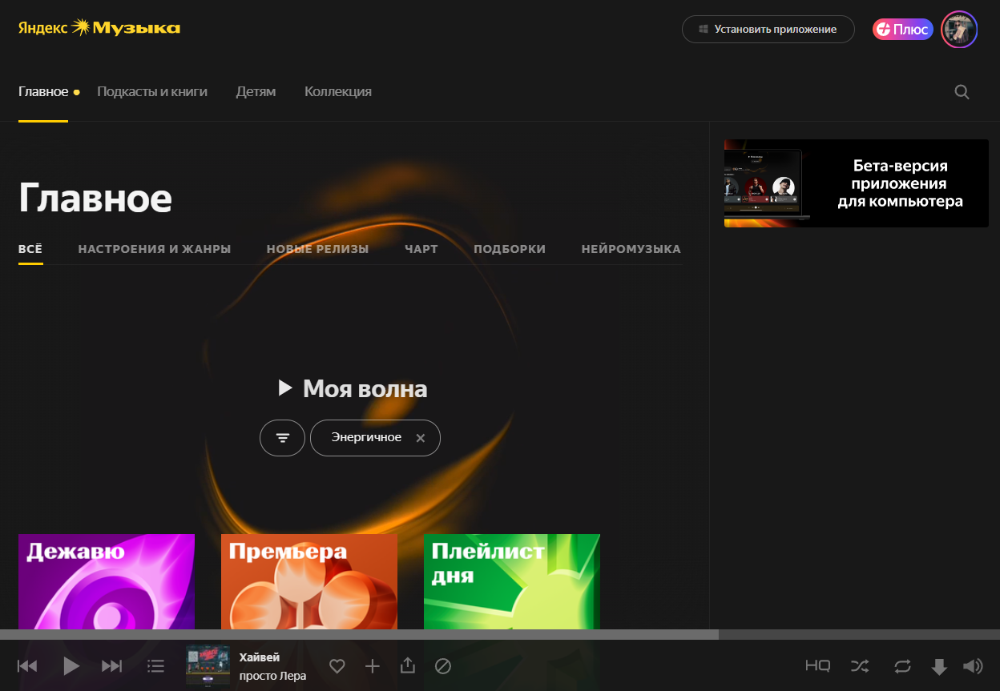 Яндекс Музыка
Установить приложение
Плюс
Главное
Подкасты и книги
Детям
Коллекция
Бета-версия
приложения
для компьютера
Главное
ВСЁ
НАСТРОЕНИЯ И ЖАНРЫ
НОВЫЕ РЕЛИЗЫ
ЧАРТ
ПОДБОРКИ
НЕЙРОМУЗЫКА
Моя волна
Энергичное
Дежавю
Премьера
Плейлист
дня
Хайвей
просто Лера
HQ